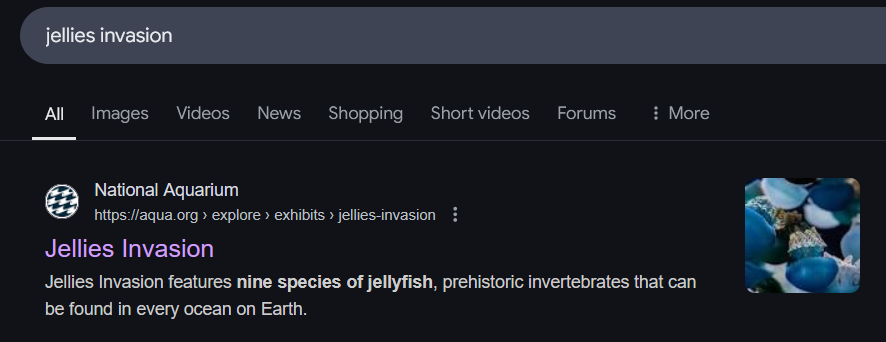 jellies invasion
All Images Videos News Shopping Short videos Forums More
National Aquarium
https://aqua.org › explore › exhibits › jellies-invasion
Jellies Invasion
Jellies Invasion features nine species of jellyfish, prehistoric invertebrates that can
be found in every ocean on Earth.